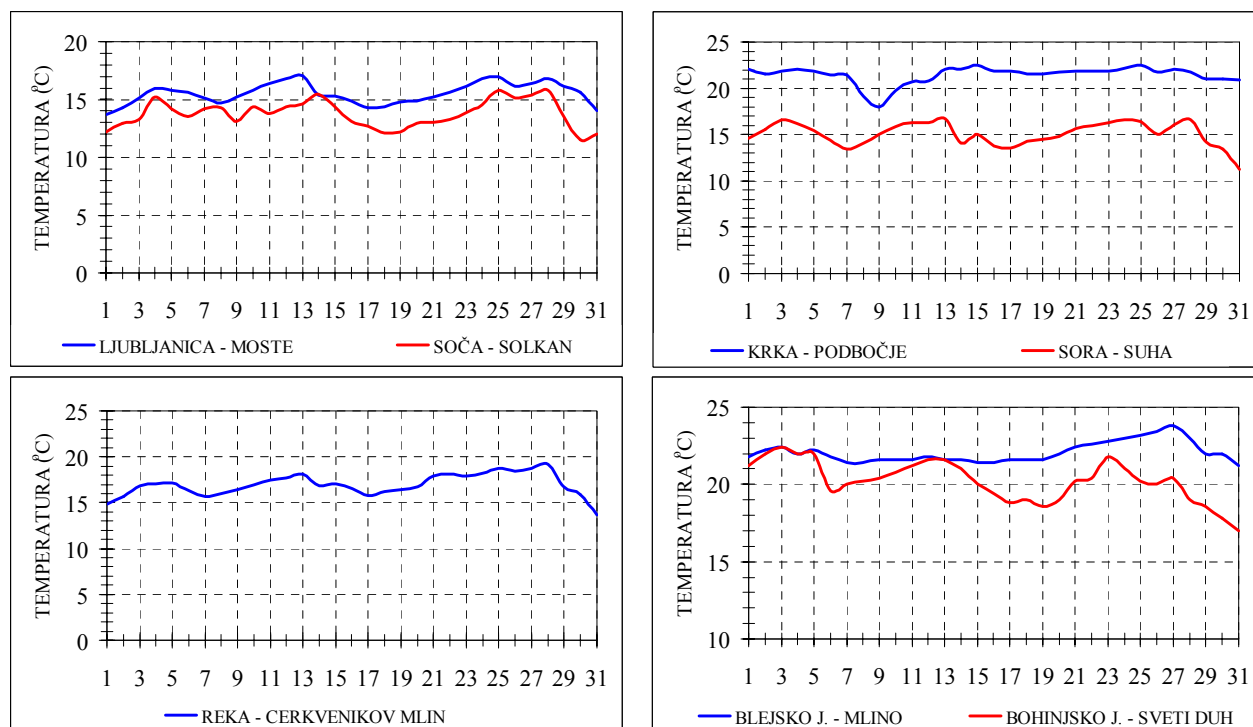 TEMPERATURA (°C)
20
15
10
5
0
1 3 5 7 9 11 13 15 17 19 21 23 25 27 29 31
LJUBLJANICA - MOSTE SOČA - SOLKAN
TEMPERATURA (°C)
25
20
15
10
5
0
1 3 5 7 9 11 13 15 17 19 21 23 25 27 29 31
KRKA - PODBOČJE SORA - SUHA
TEMPERATURA (°C)
25
20
15
10
5
0
1 3 5 7 9 11 13 15 17 19 21 23 25 27 29 31
REKA - CERKVENIKOV MLIN
TEMPERATURA (°C)
25
20
15
10
1 3 5 7 9 11 13 15 17 19 21 23 25 27 29 31
BLEJSKO J. - MLINO BOHINJSKO J. - SVETI DUH